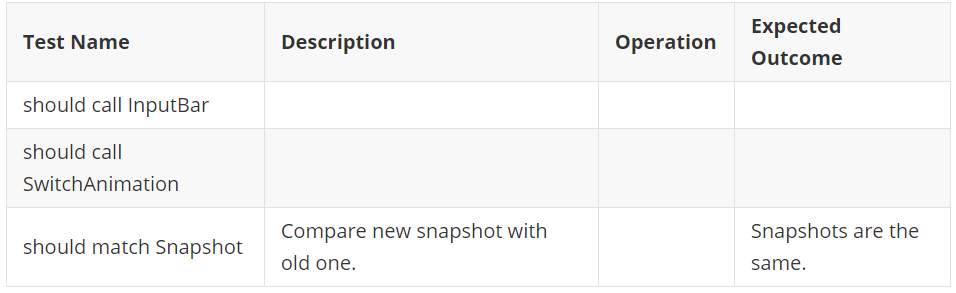 Test Name Description Operation Expected Outcome
should call InputBar
should call
SwitchAnimation
should match Snapshot Compare new snapshot with old one. Snapshots are the same.